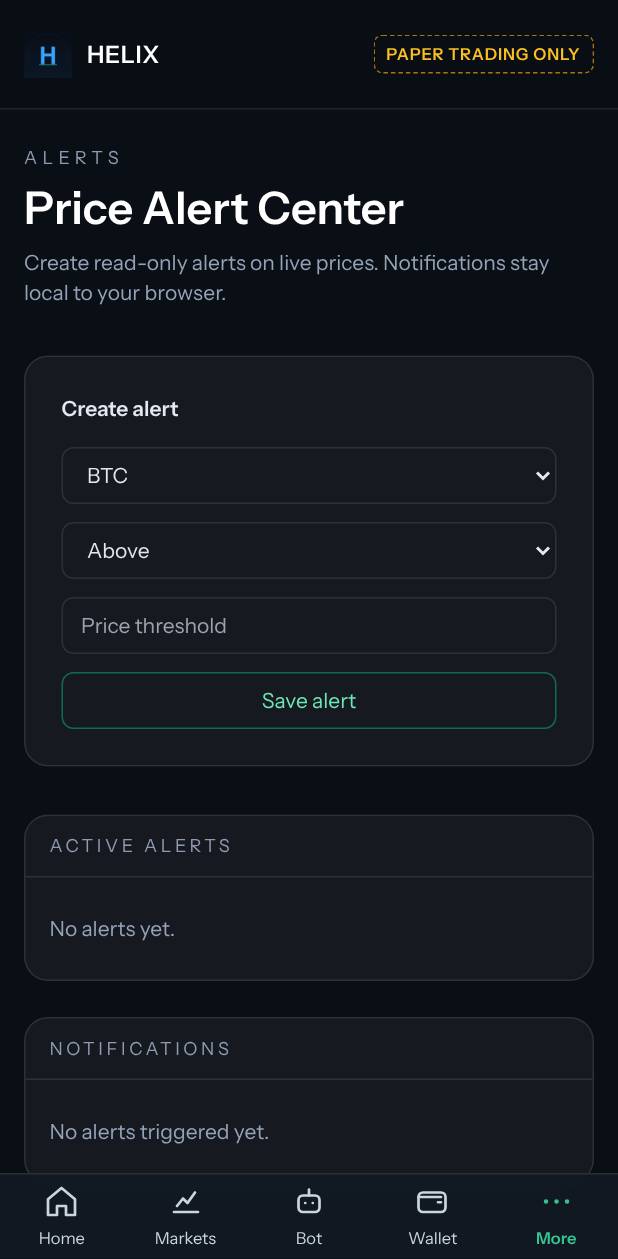 H HELIX
PAPER TRADING ONLY
ALERTS
Price Alert Center
Create read-only alerts on live prices. Notifications stay
local to your browser.
Create alert
BTC
Above
Price threshold
Save alert
ACTIVE ALERTS
No alerts yet.
NOTIFICATIONS
No alerts triggered yet.
Home Markets Bot Wallet More